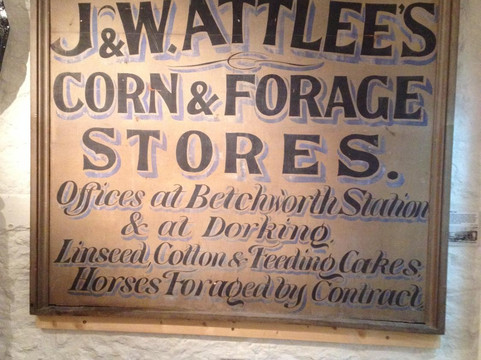 J & W. ATTLEE'S
CORN & FORAGE
STORES.
Offices at Betchworth Station
& at Dorking,
Linseed, Cotton & Feeding Cakes,
Horses Foraged by Contract.